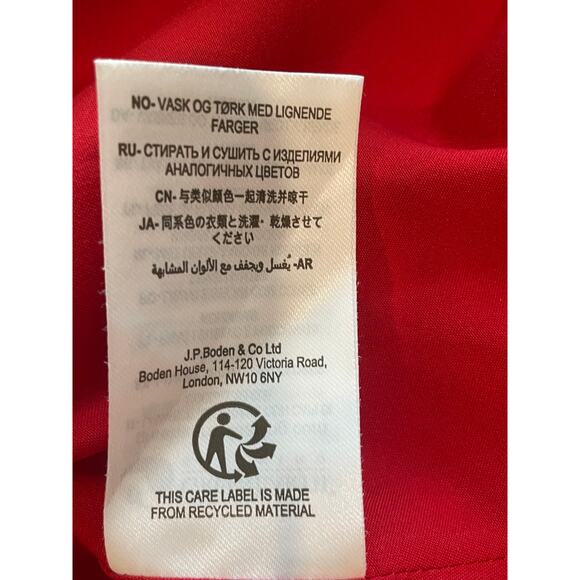 NO- VASK OG TØRK MED LIGNENDE
FARGER
RU- СТИРАТЬ И СУШИТЬ С ИЗДЕЛИЯМИ
АНАЛОГИЧНЫХ ЦВЕТОВ
CN- 与类似颜色一起清洗并晾干
JA- 同系色の衣類と洗濯・乾燥させて
ください
AR- يُغسل ويجفف مع الألوان المشابهة
J.P.Boden & Co Ltd
Boden House, 114-120 Victoria Road,
London, NW10 6NY
THIS CARE LABEL IS MADE
FROM RECYCLED MATERIAL